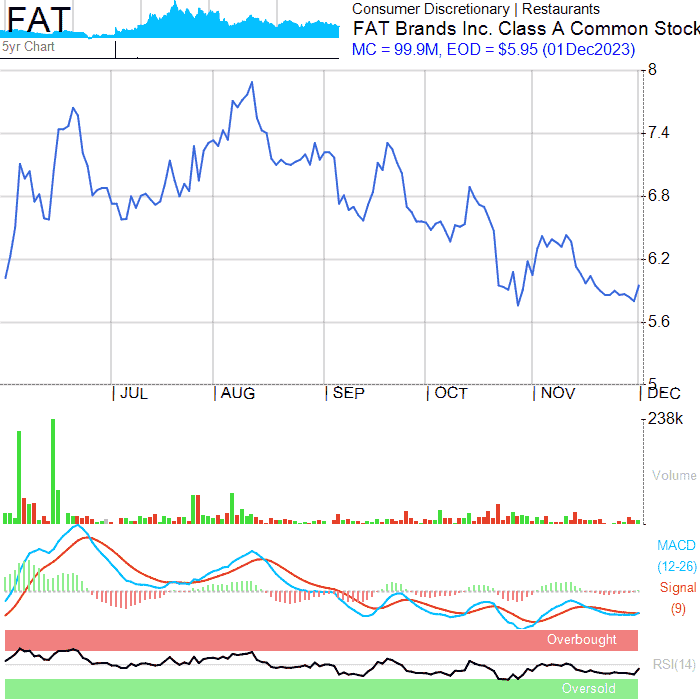 FAT
5yr Chart
Consumer Discretionary | Restaurants
FAT Brands Inc. Class A Common Stock
MC = 99.9M, EOD = $5.95 (01Dec2023)
8
7.4
6.8
6.2
5.6
5
JUL
AUG
SEP
OCT
NOV
DEC
238k
Volume
MACD
(12-26)
Signal
(9)
Overbought
RSI(14)
Oversold